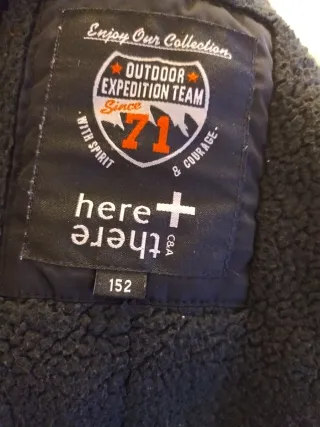 Enjoy Our Collection
OUTDOOR
EXPEDITION TEAM
Since
71
·WITH SPIRIT
& COURAGE·
here +
there
C&A
152